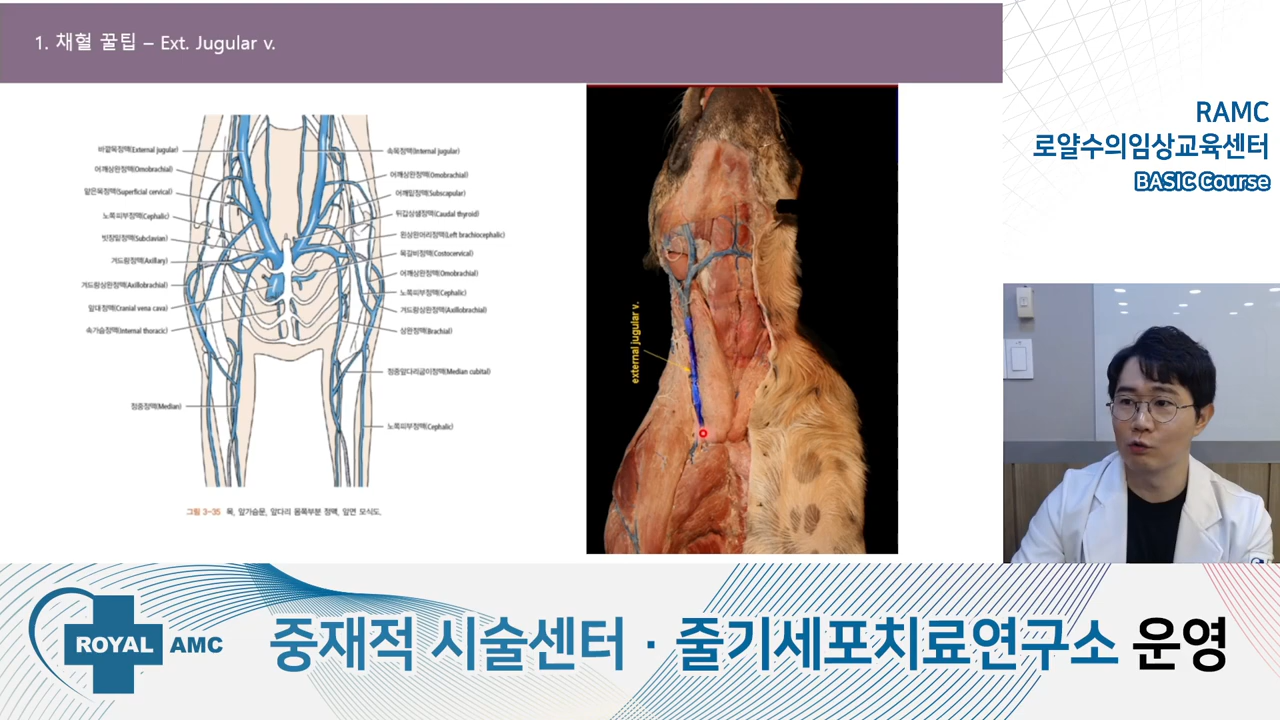 1. 채혈 꿀팁 – Ext. Jugular v.
RAMC
로얄수의임상교육센터
BASIC Course
바깥목정맥(External jugular)
어깨상완정맥(Omobrachial)
얕은목정맥(Superficial cervical)
노쪽피부정맥(Cephalic)
빗장밑정맥(Subclavian)
겨드랑정맥(Axillary)
겨드랑상완정맥(Axillobrachial)
앞대정맥(Cranial vena cava)
속가슴정맥(Internal thoracic)
정중정맥(Median)
속목정맥(Internal jugular)
어깨상완정맥(Omobrachial)
어깨밑정맥(Subscapular)
뒤갑상샘정맥(Caudal thyroid)
왼상완머리정맥(Left brachiocephalic)
목갈비정맥(Costocervical)
어깨상완정맥(Omobrachial)
노쪽피부정맥(Cephalic)
겨드랑상완정맥(Axillobrachial)
상완정맥(Brachial)
정중앞다리굽이정맥(Median cubital)
노쪽피부정맥(Cephalic)
그림 3-35 목, 앞가슴문, 앞다리 몸쪽부분 정맥, 앞면 모식도.
external jugular v.
ROYAL AMC
중재적 시술센터 · 줄기세포치료연구소 운영